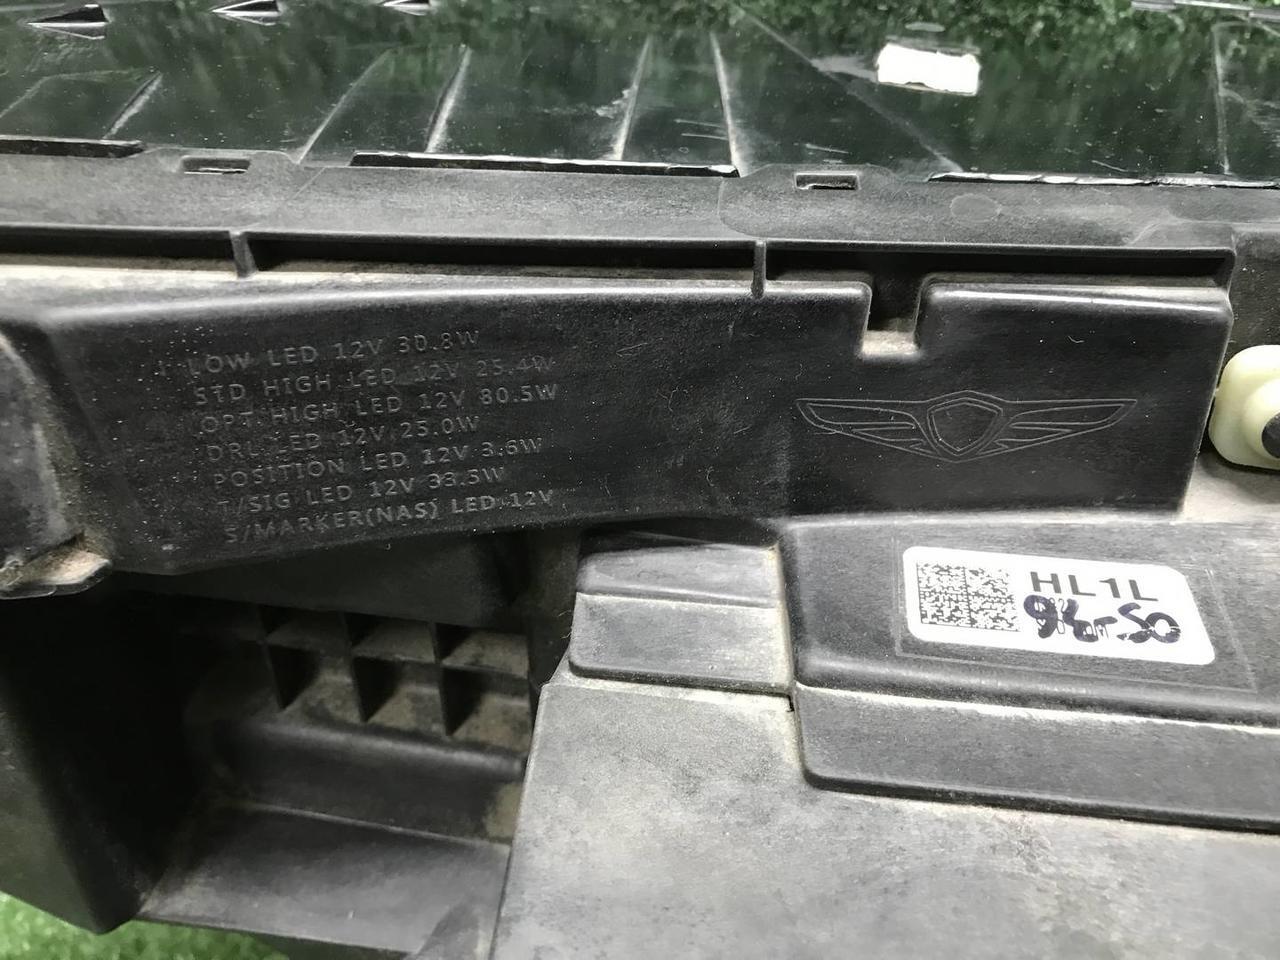 LOW LED 12V 30.8W
STD HIGH LED 12V 25.4W
OPT HIGH LED 12V 80.5W
DRL LED 12V 25.0W
POSITION LED 12V 3.6W
T/SIG LED 12V 33.5W
S/MARKER(NAS) LED 12V
HL1L